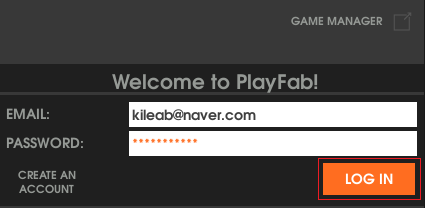 GAME MANAGER
Welcome to PlayFab!
EMAIL: kileab@naver.com
PASSWORD: ***********
CREATE AN
ACCOUNT
LOG IN